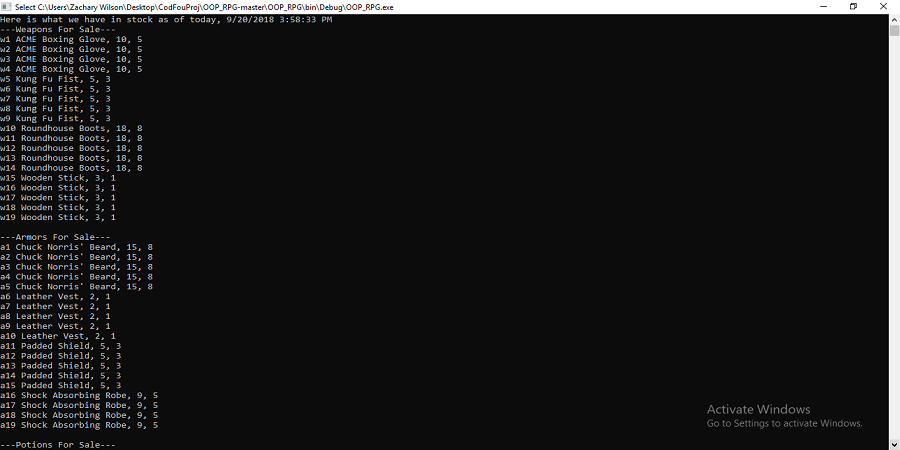 Select C:\Users\Zachary Wilson\Desktop\CodFouProj\OOP_RPG-master\OOP_RPG\bin\Debug\OOP_RPG.exe
Here is what we have in stock as of today, 9/20/2018 3:58:33 PM
---Weapons For Sale---
w1 ACME Boxing Glove, 10, 5
w2 ACME Boxing Glove, 10, 5
w3 ACME Boxing Glove, 10, 5
w4 ACME Boxing Glove, 10, 5
w5 Kung Fu Fist, 5, 3
w6 Kung Fu Fist, 5, 3
w7 Kung Fu Fist, 5, 3
w8 Kung Fu Fist, 5, 3
w9 Kung Fu Fist, 5, 3
w10 Roundhouse Boots, 18, 8
w11 Roundhouse Boots, 18, 8
w12 Roundhouse Boots, 18, 8
w13 Roundhouse Boots, 18, 8
w14 Roundhouse Boots, 18, 8
w15 Wooden Stick, 3, 1
w16 Wooden Stick, 3, 1
w17 Wooden Stick, 3, 1
w18 Wooden Stick, 3, 1
w19 Wooden Stick, 3, 1
---Armors For Sale---
a1 Chuck Norris' Beard, 15, 8
a2 Chuck Norris' Beard, 15, 8
a3 Chuck Norris' Beard, 15, 8
a4 Chuck Norris' Beard, 15, 8
a5 Chuck Norris' Beard, 15, 8
a6 Leather Vest, 2, 1
a7 Leather Vest, 2, 1
a8 Leather Vest, 2, 1
a9 Leather Vest, 2, 1
a10 Leather Vest, 2, 1
a11 Padded Shield, 5, 3
a12 Padded Shield, 5, 3
a13 Padded Shield, 5, 3
a14 Padded Shield, 5, 3
a15 Padded Shield, 5, 3
a16 Shock Absorbing Robe, 9, 5
a17 Shock Absorbing Robe, 9, 5
a18 Shock Absorbing Robe, 9, 5
a19 Shock Absorbing Robe, 9, 5
---Potions For Sale---
Activate Windows
Go to Settings to activate Windows.